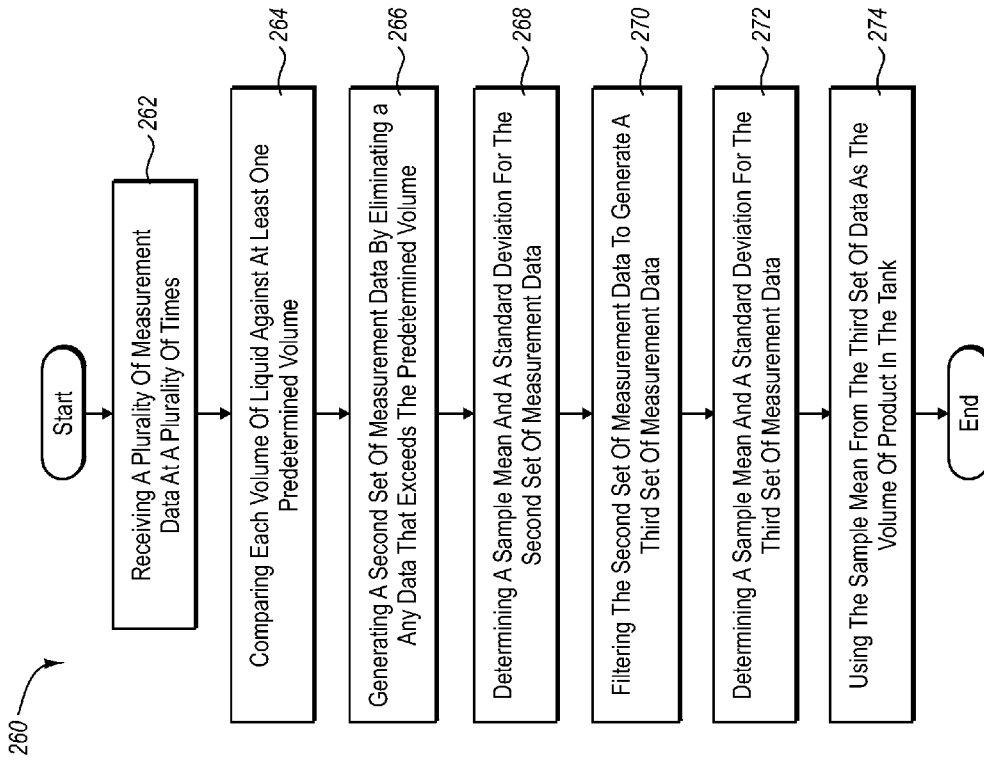 260
Start
262
Receiving A Plurality Of Measurement
Data At A Plurality Of Times
264
Comparing Each Volume Of Liquid Against At Least One
Predetermined Volume
266
Generating A Second Set Of Measurement Data By Eliminating a
Any Data That Exceeds The Predetermined Volume
268
Determining A Sample Mean And A Standard Deviation For The
Second Set Of Measurement Data
270
Filtering The Second Set Of Measurement Data To Generate A
Third Set Of Measurement Data
272
Determining A Sample Mean And A Standard Deviation For The
Third Set Of Measurement Data
274
Using The Sample Mean From The Third Set Of Data As The
Volume Of Product In The Tank
End